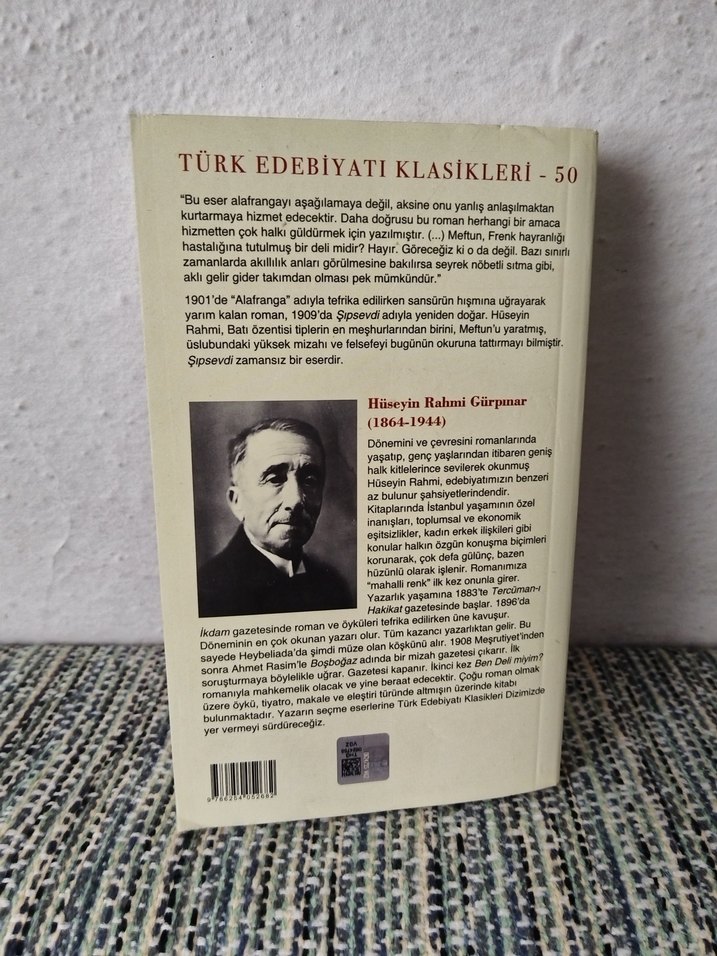 TÜRK EDEBİYATI KLASİKLERİ - 50
"Bu eser alafrangayı aşağılamaya değil, aksine onu yanlış anlaşılmaktan
kurtarmaya hizmet edecektir. Daha doğrusu bu roman herhangi bir amaca
hizmetten çok halkı güldürmek için yazılmıştır. (...) Meftun, Frenk hayranlığı
hastalığına tutulmuş bir deli midir? Hayır. Göreceğiz ki o da değil. Bazı sınırlı
zamanlarda akıllılık anları görülmesine bakılırsa seyrek nöbetli sıtma gibi,
aklı gelir gider takımdan olması pek mümkündür."
1901'de "Alafranga" adıyla tefrika edilirken sansürün hışmına uğrayarak
yarım kalan roman, 1909'da Şıpsevdi adıyla yeniden doğar. Hüseyin
Rahmi, Batı özentisi tiplerin en meşhurlarından birini, Meftun'u yaratmış,
üslubundaki yüksek mizahı ve felsefeyi bugünün okuruna tattırmayı bilmiştir.
Şıpsevdi zamansız bir eserdir.
Hüseyin Rahmi Gürpınar
(1864-1944)
Dönemini ve çevresini romanlarında
yaşatıp, genç yaşlarından itibaren geniş
halk kitlelerince sevilerek okunmuş
Hüseyin Rahmi, edebiyatımızın benzeri
az bulunur şahsiyetlerindendir.
Kitaplarında İstanbul yaşamının özel
inanışları, toplumsal ve ekonomik
eşitsizlikler, kadın erkek ilişkileri gibi
konular halkın özgün konuşma biçimleri
korunarak, çok defa gülünç, bazen
hüzünlü olarak işlenir. Romanımıza
"mahalli renk" ilk kez onunla girer.
Yazarlık yaşamına 1883'te Tercüman-ı
Hakikat gazetesinde başlar. 1896'da
İkdam gazetesinde roman ve öyküleri tefrika edilirken üne kavuşur.
Döneminin en çok okunan yazarı olur. Tüm kazancı yazarlıktan gelir. Bu
sayede Heybeliada'da şimdi müze olan köşkünü alır. 1908 Meşrutiyet'inden
sonra Ahmet Rasim'le Boşboğaz adında bir mizah gazetesi çıkarır. İlk
soruşturmaya böylelikle uğrar. Gazetesi kapanır. İkinci kez Ben Deli miyim?
romanıyla mahkemelik olacak ve yine beraat edecektir. Çoğu roman olmak
üzere öykü, tiyatro, makale ve eleştiri türünde altmışın üzerinde kitabı
bulunmaktadır. Yazarın seçme eserlerine Türk Edebiyatı Klasikleri Dizimizde
yer vermeyi sürdüreceğiz.
9 786254 052682